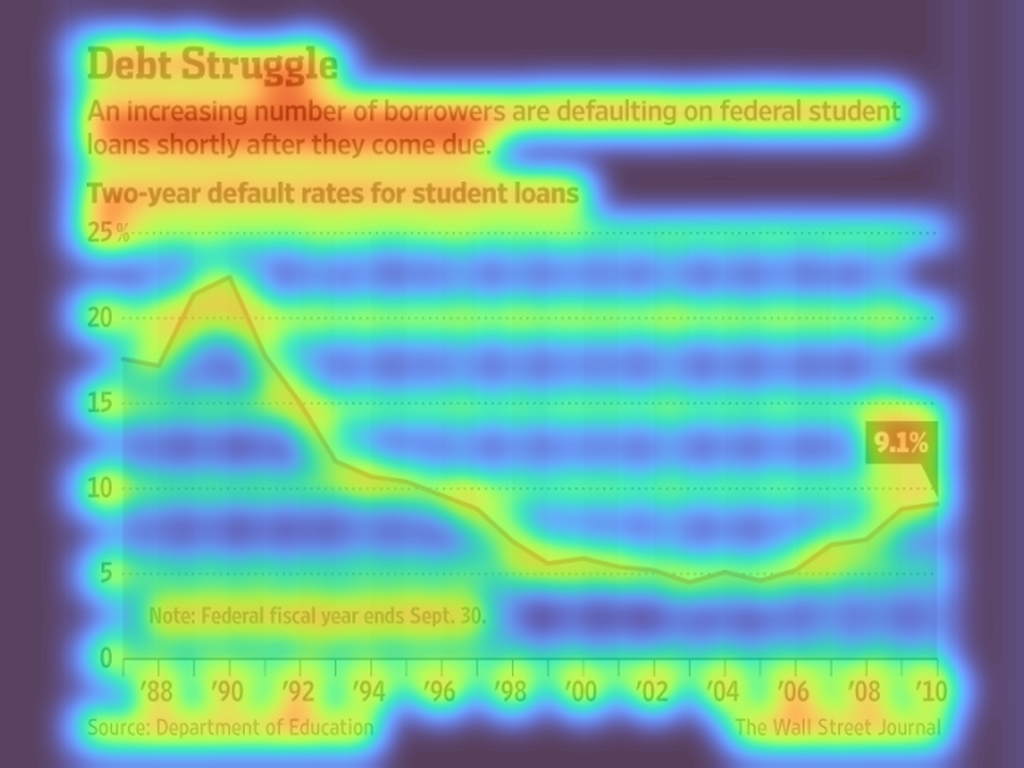 Debt Struggle
An increasing number of borrowers are defaulting on federal student
loans shortly after they come due.
Two-year default rates for student loans
25%
20
15
9.1%
10
5
Note: Federal fiscal year ends Sept. 30.
0
'88 '90 '92 '94 '96 '98 '00 '02 '04 '06 '08 '10
Source: Department of Education The Wall Street Journal